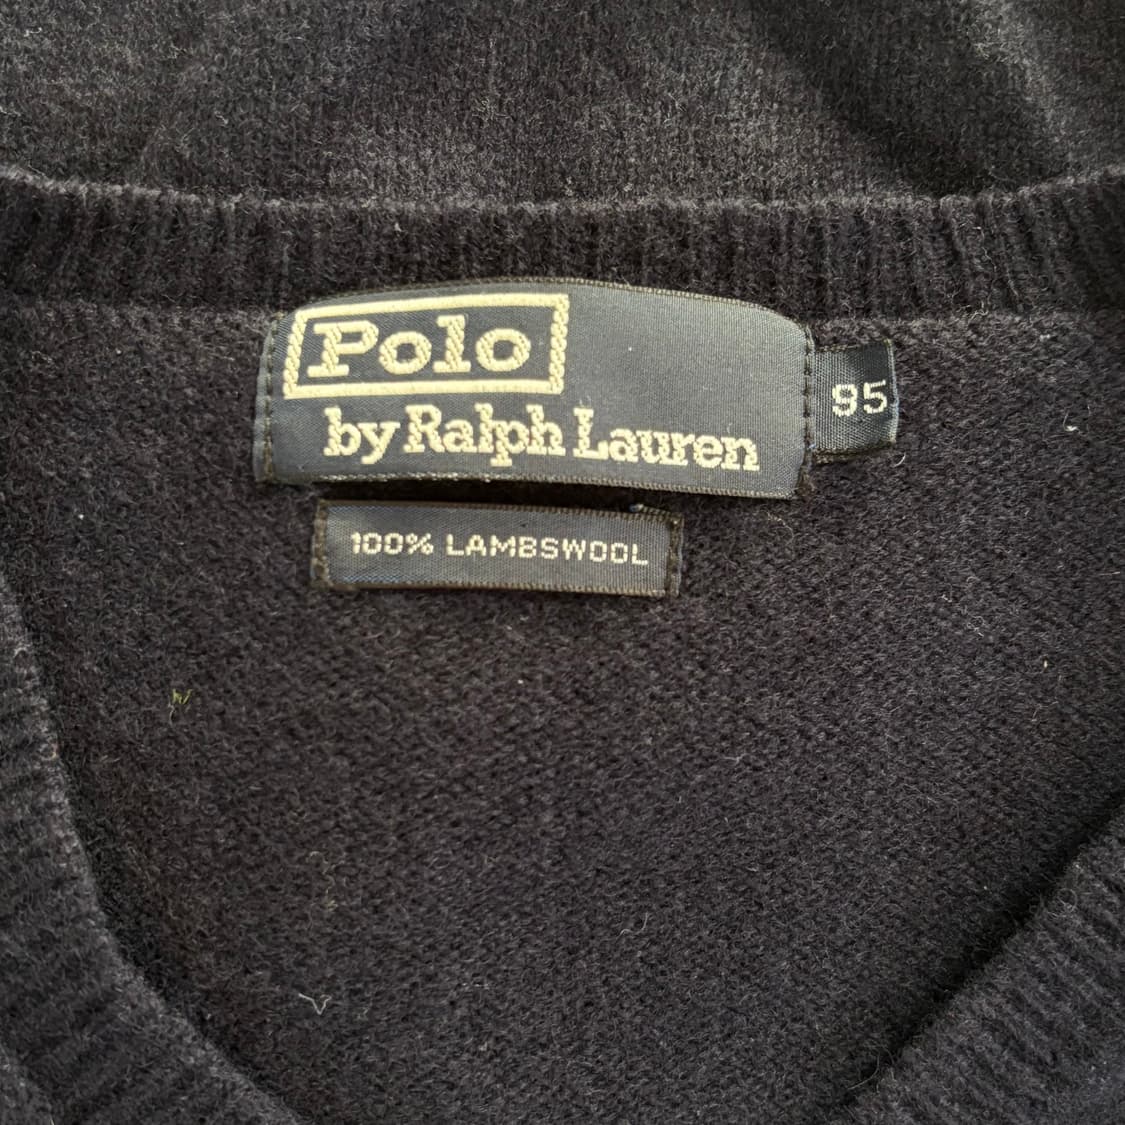 Polo
by Ralph Lauren
95
100% LAMBSWOOL